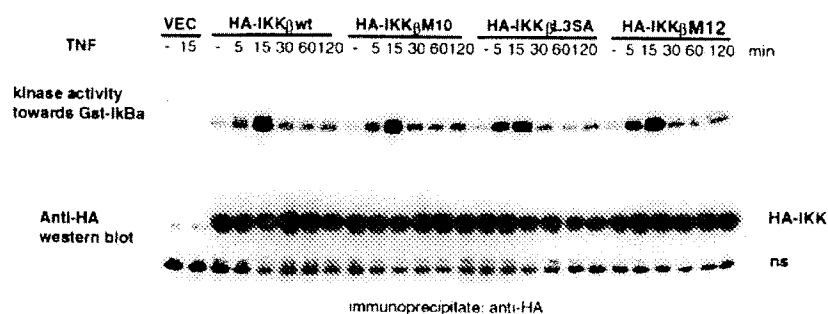 VEC HA-IKKβwt HA-IKKβM10 HA-IKKβL3SA HA-IKKβM12
TNF - 15 - 5 15 30 60 120 - 5 15 30 60 120 - 5 15 30 60 120 - 5 15 30 60 120 min
kinase activity
towards Gst-IkBa
Anti-HA
western blot
HA-IKK
ns
immunoprecipitate: anti-HA